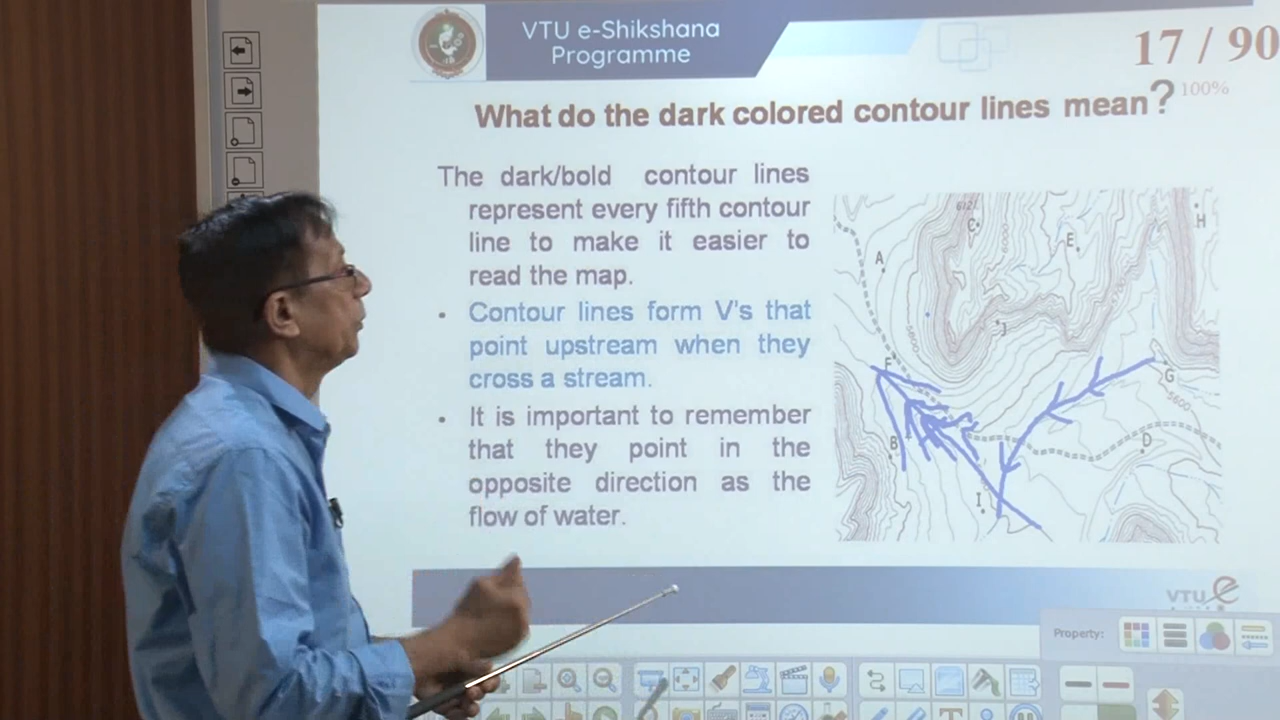 VTU e-Shikshana
Programme
17 / 90
100%
What do the dark colored contour lines mean?
The dark/bold contour lines
represent every fifth contour
line to make it easier to
read the map.
• Contour lines form V's that
point upstream when they
cross a stream.
• It is important to remember
that they point in the
opposite direction as the
flow of water.
C
H
E
A
J
F
G
5600
B
D
I
VTU e
Property: